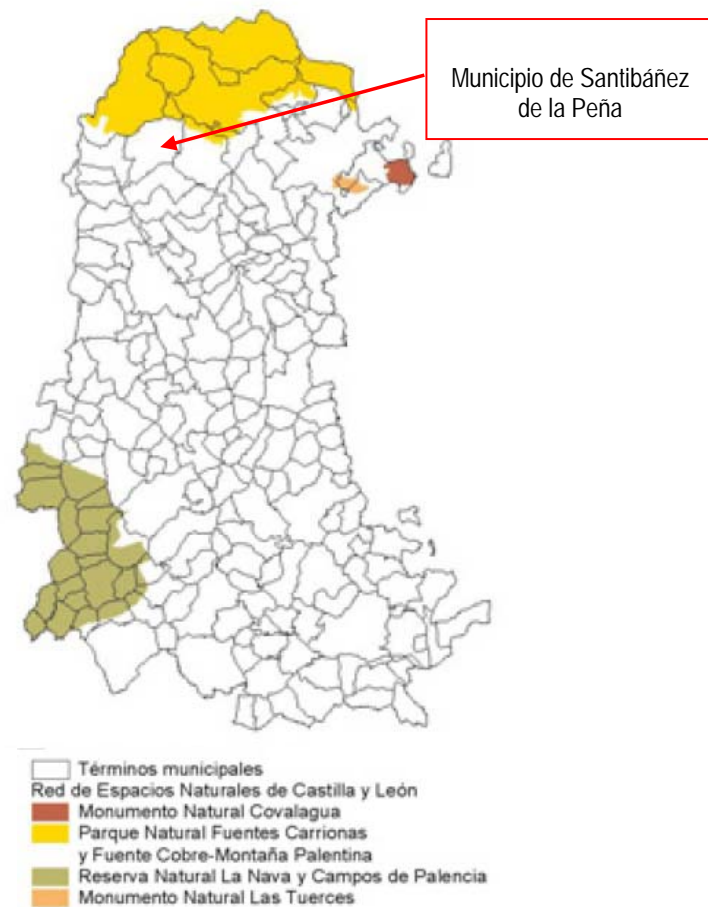 Municipio de Santibáñez
de la Peña
Términos municipales
Red de Espacios Naturales de Castilla y León
Monumento Natural Covalagua
Parque Natural Fuentes Carrionas
y Fuente Cobre-Montaña Palentina
Reserva Natural La Nava y Campos de Palencia
Monumento Natural Las Tuerces